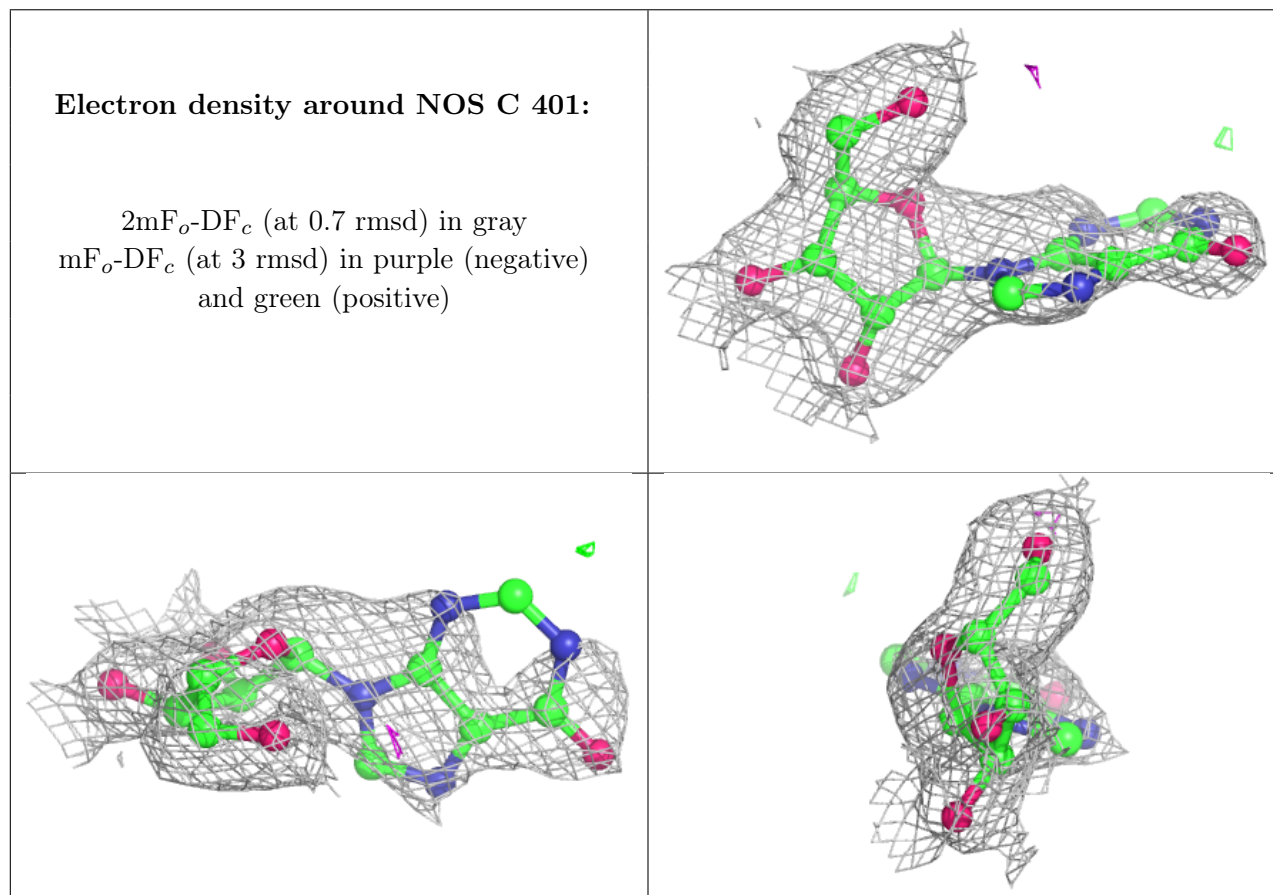 Electron density around NOS C 401:
2mFo-DFc (at 0.7 rmsd) in gray
mFo-DFc (at 3 rmsd) in purple (negative)
and green (positive)